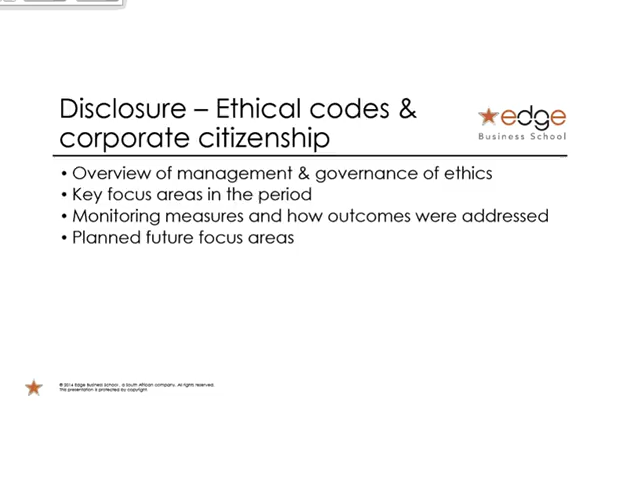 Disclosure – Ethical codes &
corporate citizenship
edge
Business School
• Overview of management & governance of ethics
• Key focus areas in the period
• Monitoring measures and how outcomes were addressed
• Planned future focus areas
© 2016 Edge Business School, a South African company. All rights reserved.
This presentation is protected by copyright.